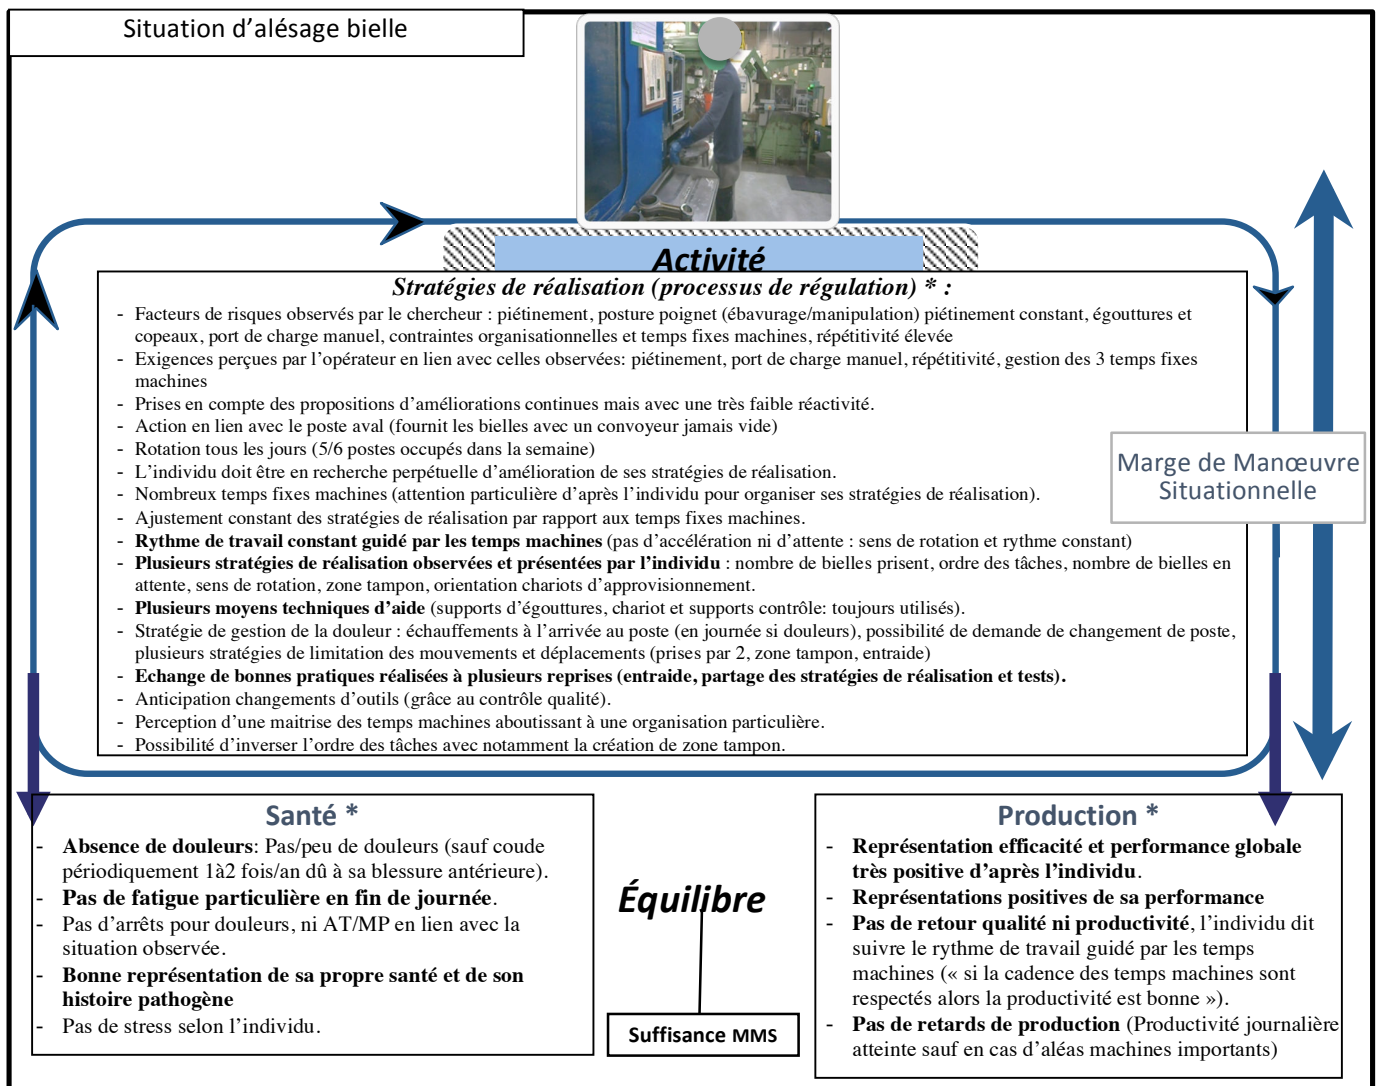 Situation d’alésage bielle
Activité
Stratégies de réalisation (processus de régulation) * :
- Facteurs de risques observés par le chercheur : piétinement, posture poignet (ébavurage/manipulation) piétinement constant, égouttures et
copeaux, port de charge manuel, contraintes organisationnelles et temps fixes machines, répétitivité élevée
- Exigences perçues par l’opérateur en lien avec celles observées: piétinement, port de charge manuel, répétitivité, gestion des 3 temps fixes
machines
- Prises en compte des propositions d’améliorations continues mais avec une très faible réactivité.
- Action en lien avec le poste aval (fournit les bielles avec un convoyeur jamais vide)
- Rotation tous les jours (5/6 postes occupés dans la semaine)
- L’individu doit être en recherche perpétuelle d’amélioration de ses stratégies de réalisation.
- Nombreux temps fixes machines (attention particulière d’après l’individu pour organiser ses stratégies de réalisation).
- Ajustement constant des stratégies de réalisation par rapport aux temps fixes machines.
- Rythme de travail constant guidé par les temps machines (pas d’accélération ni d’attente : sens de rotation et rythme constant)
- Plusieurs stratégies de réalisation observées et présentées par l’individu : nombre de bielles prisent, ordre des tâches, nombre de bielles en
attente, sens de rotation, zone tampon, orientation chariots d’approvisionnement.
- Plusieurs moyens techniques d’aide (supports d’égouttures, chariot et supports contrôle: toujours utilisés).
- Stratégie de gestion de la douleur : échauffements à l’arrivée au poste (en journée si douleurs), possibilité de demande de changement de poste,
plusieurs stratégies de limitation des mouvements et déplacements (prises par 2, zone tampon, entraide)
- Echange de bonnes pratiques réalisées à plusieurs reprises (entraide, partage des stratégies de réalisation et tests).
- Anticipation changements d’outils (grâce au contrôle qualité).
- Perception d’une maitrise des temps machines aboutissant à une organisation particulière.
- Possibilité d’inverser l’ordre des tâches avec notamment la création de zone tampon.
Marge de Manœuvre
Situationnelle
Santé *
- Absence de douleurs: Pas/peu de douleurs (sauf coude
périodiquement 1à2 fois/an dû à sa blessure antérieure).
- Pas de fatigue particulière en fin de journée.
- Pas d’arrêts pour douleurs, ni AT/MP en lien avec la
situation observée.
- Bonne représentation de sa propre santé et de son
histoire pathogène
- Pas de stress selon l’individu.
Équilibre
Suffisance MMS
Production *
- Représentation efficacité et performance globale
très positive d’après l’individu.
- Représentations positives de sa performance
- Pas de retour qualité ni productivité, l’individu dit
suivre le rythme de travail guidé par les temps
machines (« si la cadence des temps machines sont
respectés alors la productivité est bonne »).
- Pas de retards de production (Productivité journalière
atteinte sauf en cas d’aléas machines importants)